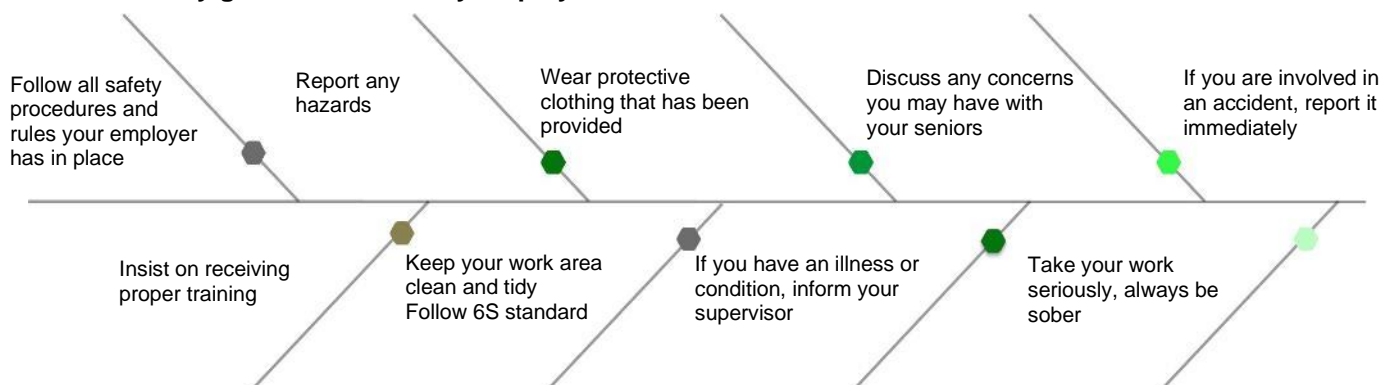 Follow all safety
procedures and
rules your employer
has in place
Report any
hazards
Wear protective
clothing that has been
provided
Discuss any concerns
you may have with
your seniors
If you are involved in
an accident, report it
immediately
Insist on receiving
proper training
Keep your work area
clean and tidy
Follow 6S standard
If you have an illness or
condition, inform your
supervisor
Take your work
seriously, always be
sober